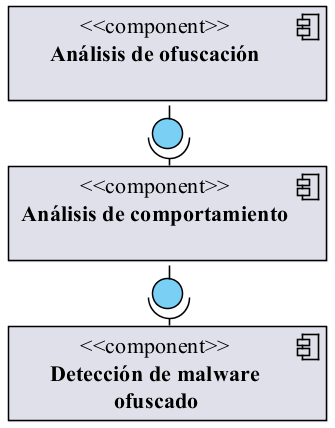 <<component>>
Análisis de ofuscación
<<component>>
Análisis de comportamiento
<<component>>
Detección de malware
ofuscado